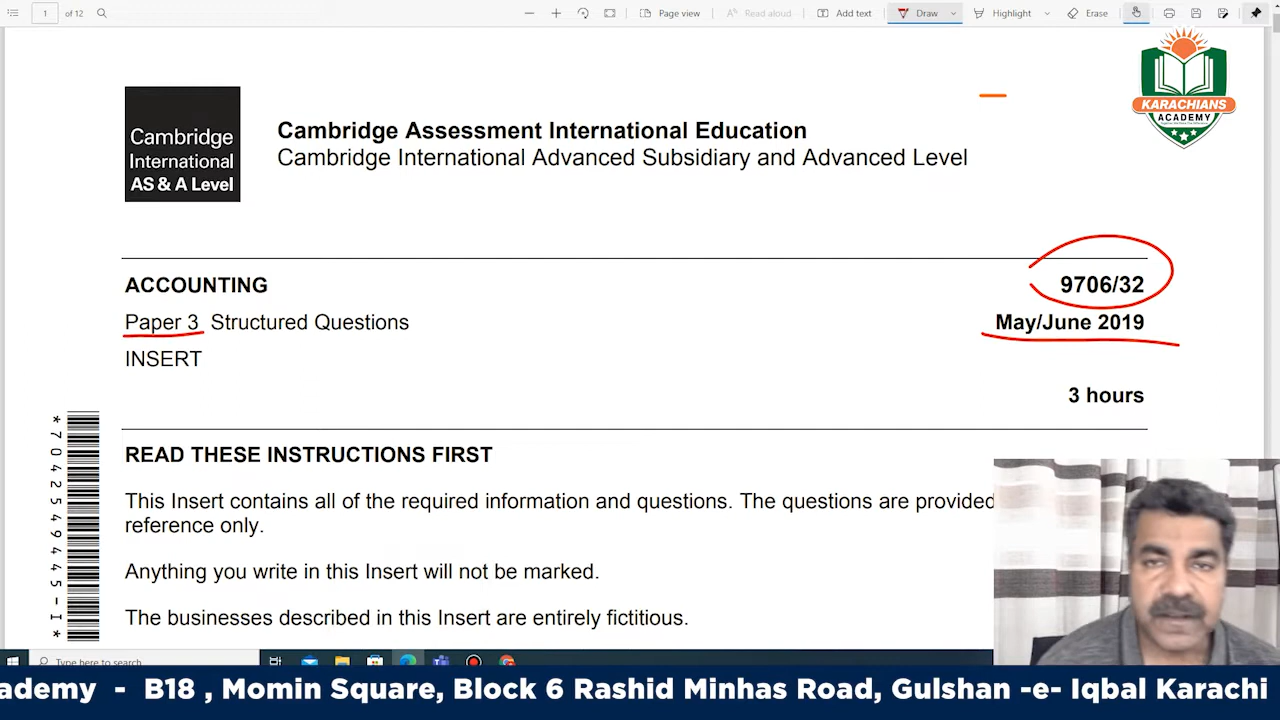 1 of 12
Page view
Read aloud
Add text
Draw
Highlight
Erase
KARACHIANS
ACADEMY
Cambridge
International
AS & A Level
Cambridge Assessment International Education
Cambridge International Advanced Subsidiary and Advanced Level
ACCOUNTING
9706/32
Paper 3 Structured Questions
May/June 2019
INSERT
3 hours
*7042549445-I*
READ THESE INSTRUCTIONS FIRST
This Insert contains all of the required information and questions. The questions are provided
reference only.
Anything you write in this Insert will not be marked.
The businesses described in this Insert are entirely fictitious.
Type here to search
ademy - B18 , Momin Square, Block 6 Rashid Minhas Road, Gulshan -e- Iqbal Karachi